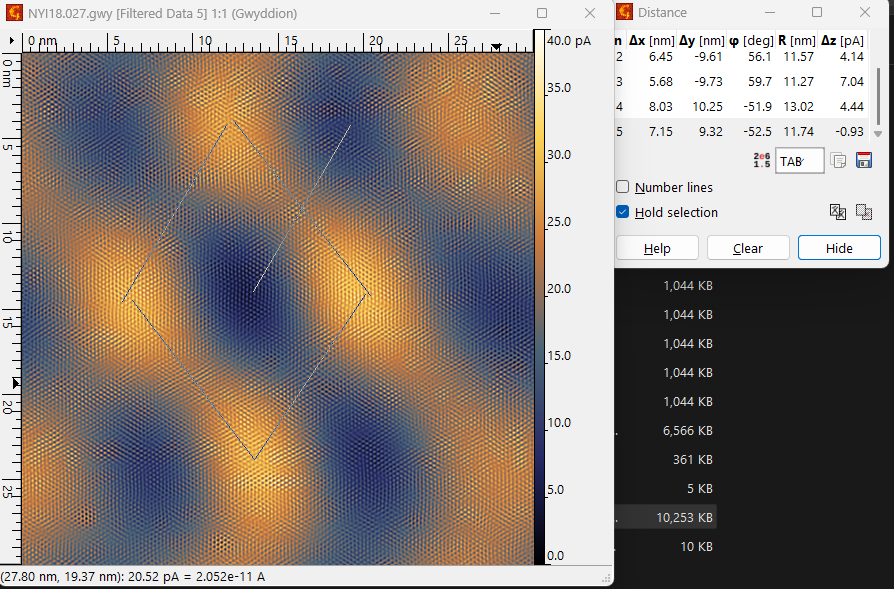 NYI18.027.gwy [Filtered Data 5] 1:1 (Gwyddion)
0 nm 5 10 15 20 25
0 nm
5
10
15
20
25
40.0 pA
35.0
30.0
25.0
20.0
15.0
10.0
5.0
0.0
(27.80 nm, 19.37 nm): 20.52 pA = 2.052e-11 A
Distance
n Δx [nm] Δy [nm] φ [deg] R [nm] Δz [pA]
2 6.45 -9.61 56.1 11.57 4.14
3 5.68 -9.73 59.7 11.27 7.04
4 8.03 10.25 -51.9 13.02 4.44
5 7.15 9.32 -52.5 11.74 -0.93
2e6
1.5
TAB
Number lines
Hold selection
Help Clear Hide
1,044 KB
1,044 KB
1,044 KB
1,044 KB
1,044 KB
6,566 KB
361 KB
5 KB
10,253 KB
10 KB